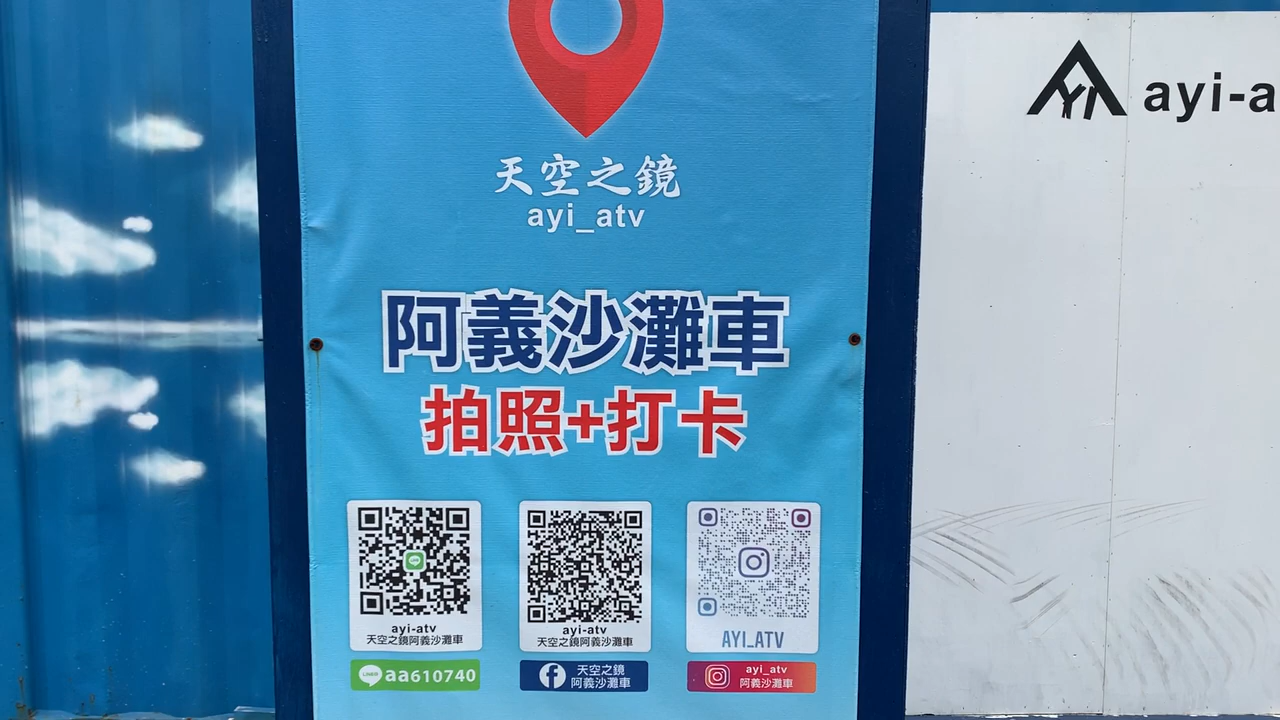 天空之鏡
ayi_atv
阿義沙灘車
拍照+打卡
ayi-atv
天空之鏡阿義沙灘車
aa610740
ayi-atv
天空之鏡阿義沙灘車
天空之鏡
阿義沙灘車
AYI_ATV
ayi_atv
阿義沙灘車
AYI
ayi-a